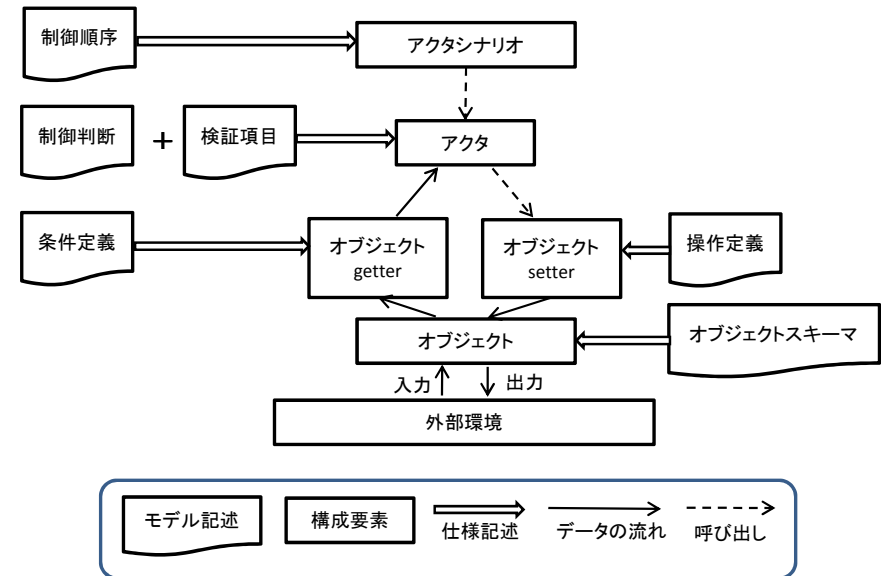 制御順序
アクタシナリオ
制御判断
+
検証項目
アクタ
条件定義
オブジェクト
getter
オブジェクト
setter
操作定義
オブジェクト
オブジェクトスキーマ
入力
出力
外部環境
モデル記述
構成要素
仕様記述
データの流れ
呼び出し